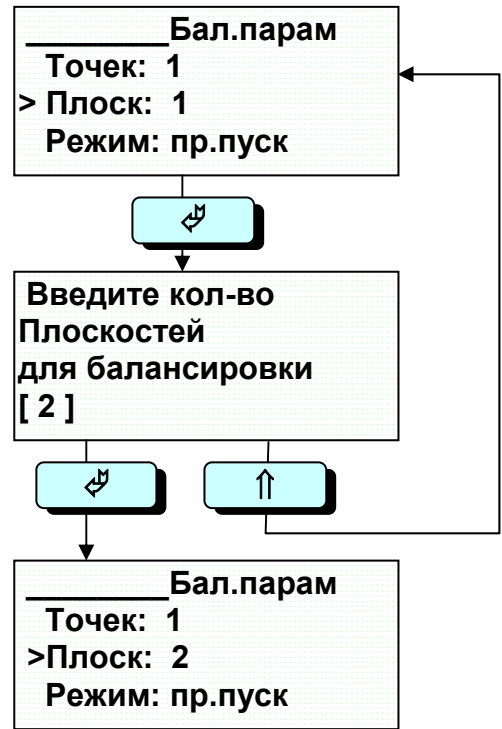 ________Бал.парам
Точек: 1
> Плоск: 1
Режим: пр.пуск
Введите кол-во
Плоскостей
для балансировки
[ 2 ]
________Бал.парам
Точек: 1
>Плоск: 2
Режим: пр.пуск